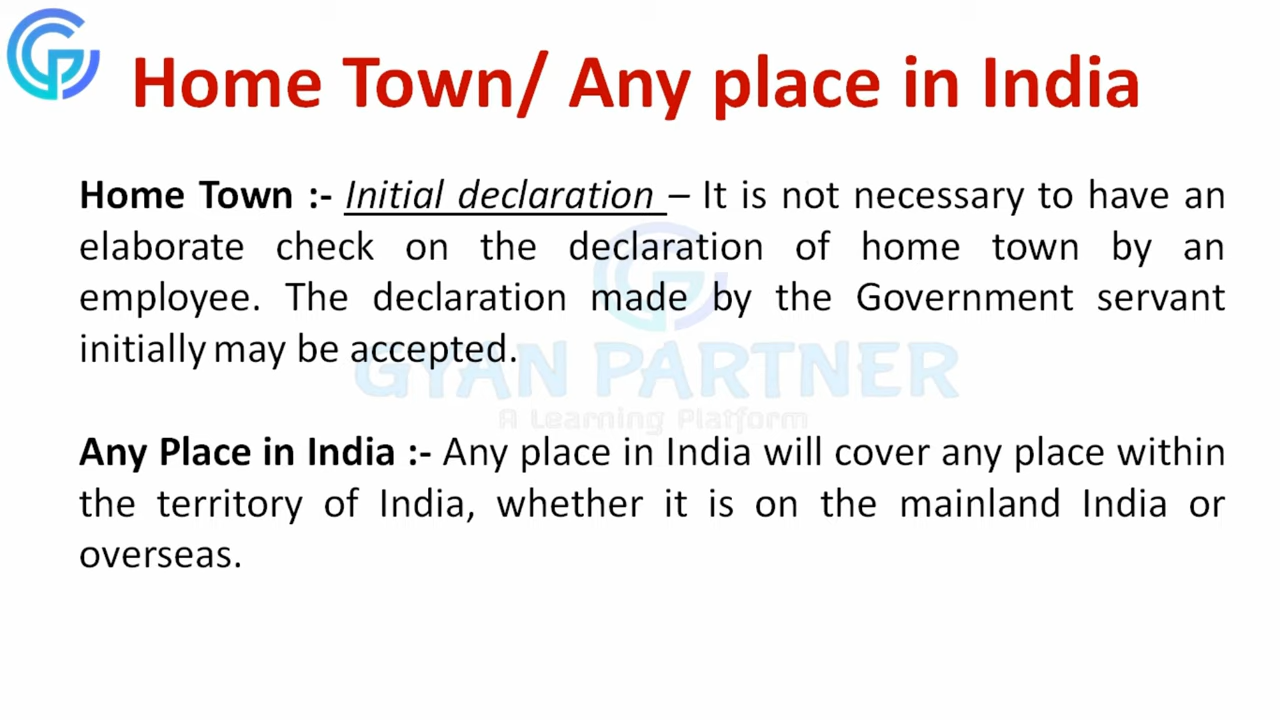 Home Town/ Any place in India
Home Town :- Initial declaration – It is not necessary to have an
elaborate check on the declaration of home town by an
employee. The declaration made by the Government servant
initially may be accepted.
GYAN PARTNER
A Learning Platform
Any Place in India :- Any place in India will cover any place within
the territory of India, whether it is on the mainland India or
overseas.